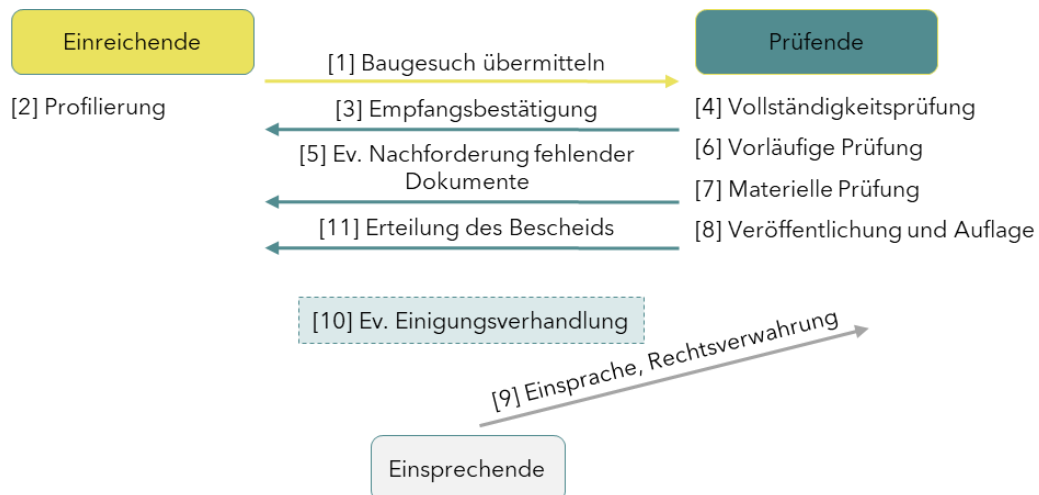 Einreichende
Prüfende
[1] Baugesuch übermitteln
[2] Profilierung
[3] Empfangsbestätigung
[4] Vollständigkeitsprüfung
[5] Ev. Nachforderung fehlender
Dokumente
[6] Vorläufige Prüfung
[7] Materielle Prüfung
[11] Erteilung des Bescheids
[8] Veröffentlichung und Auflage
[10] Ev. Einigungsverhandlung
[9] Einsprache, Rechtsverwahrung
Einsprechende